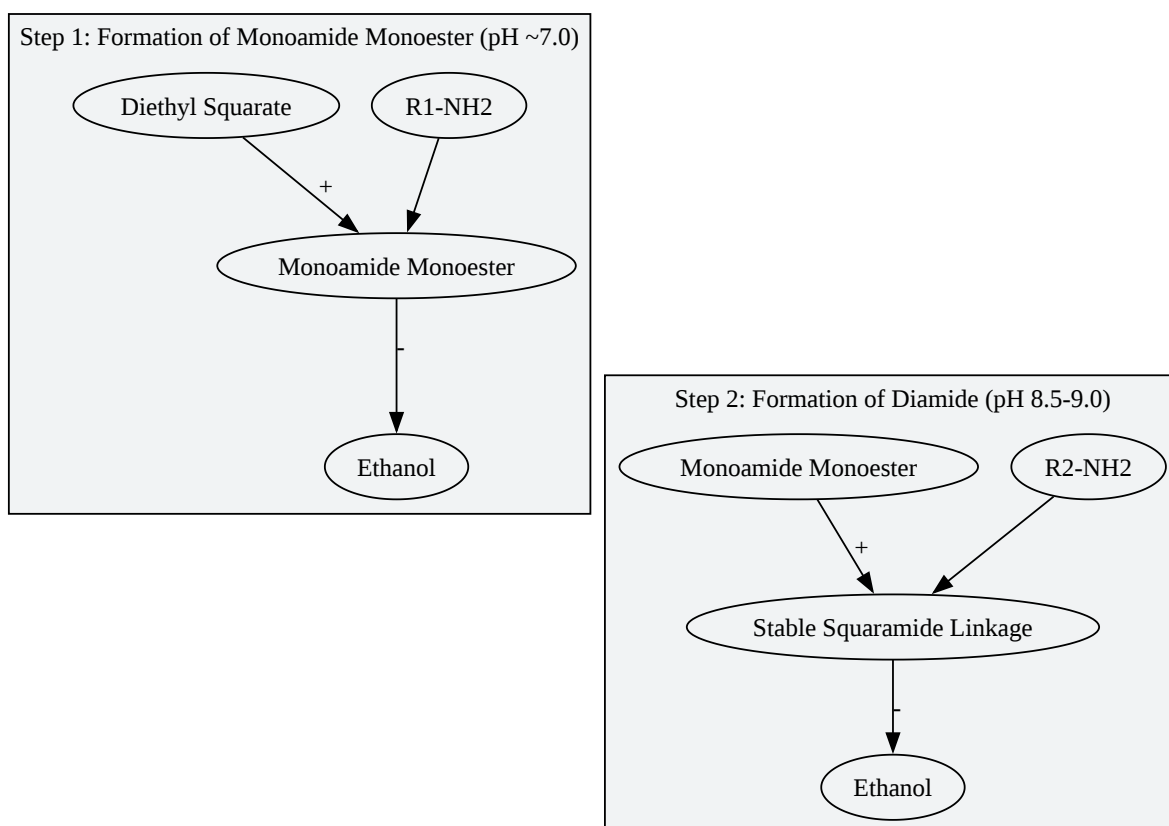 Step 1: Formation of Monoamide Monoester (pH ~7.0)
Diethyl Squarate
R1-NH2
+
Monoamide Monoester
-
Ethanol
Step 2: Formation of Diamide (pH 8.5-9.0)
Monoamide Monoester
R2-NH2
+
Stable Squaramide Linkage
-
Ethanol